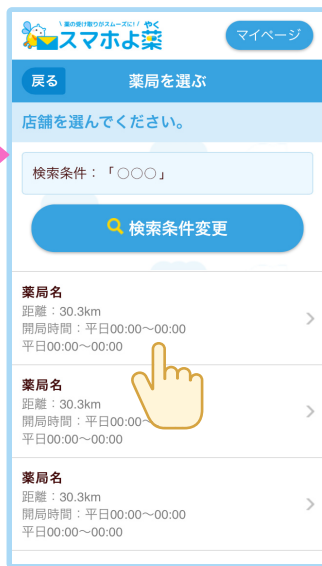 \ 薬の受け取りがスムーズに! / やく
スマホよ薬
マイページ
戻る
薬局を選ぶ
店舗を選んでください。
検索条件：「○○○」
検索条件変更
薬局名
距離：30.3km
開局時間：平日00:00～00:00
平日00:00～00:00
薬局名
距離：30.3km
開局時間：平日00:00～
平日00:00～00:00
薬局名
距離：30.3km
開局時間：平日00:00～00:00
平日00:00～00:00